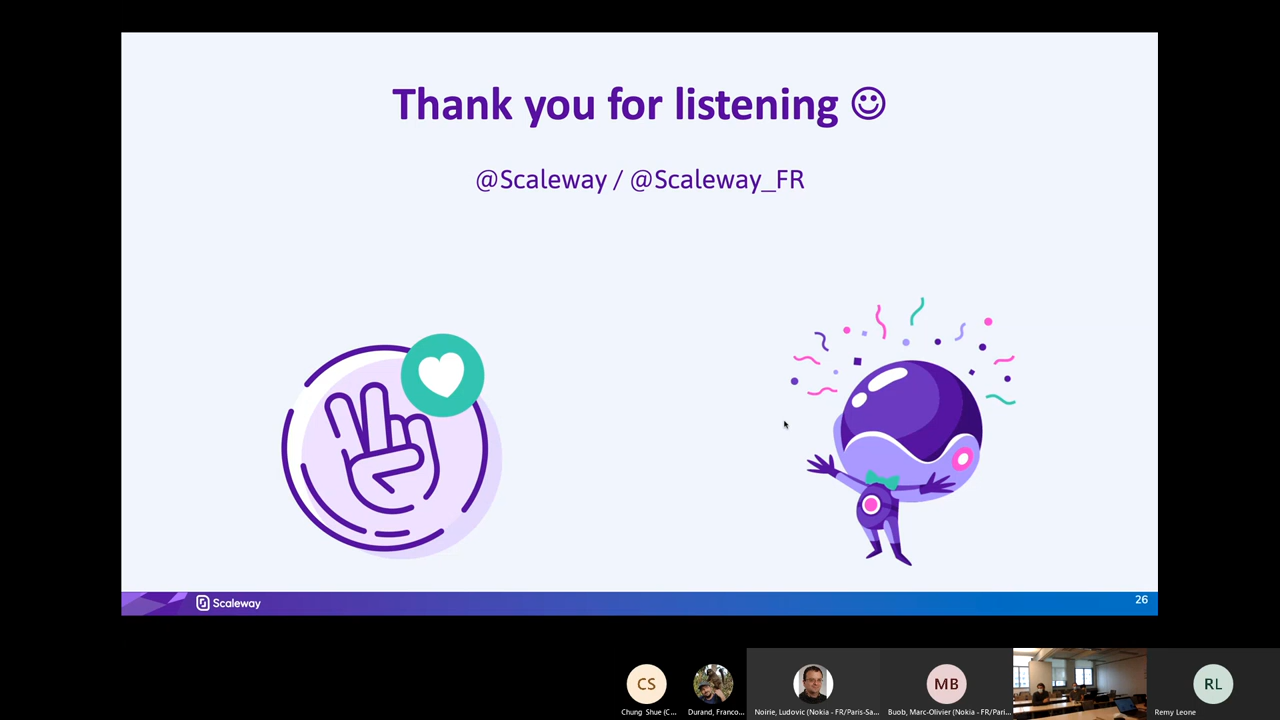 Thank you for listening ☺
@Scaleway / @Scaleway_FR
Scaleway
26
CS
MB
RL
Chung Shue (C...
Durand, Franco...
Noirie, Ludovic (Nokia - FR/Paris-Sa...
Buob, Marc-Olivier (Nokia - FR/Pari...
Remy Leone